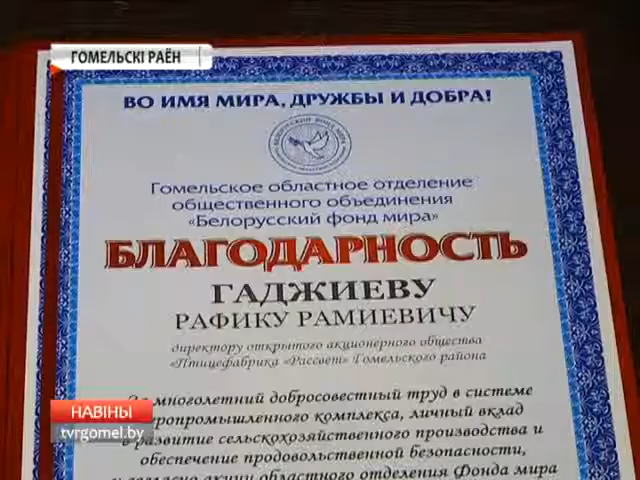 ГОМЕЛЬСКІ РАЁН
ВО ИМЯ МИРА, ДРУЖБЫ И ДОБРА!
Гомельское областное отделение
общественного объединения
«Белорусский фонд мира»
БЛАГОДАРНОСТЬ
ГАДЖИЕВУ
РАФИКУ РАМИЕВИЧУ
директору открытого акционерного общества
«Птицефабрика «Рассвет» Гомельского района
За многолетний добросовестный труд в системе
агропромышленного комплекса, личный вклад
в развитие сельскохозяйственного производства и
обеспечение продовольственной безопасности,
и согласно акции областного отделения Фонда мира
НАВІНЫ
tvrgomel.by